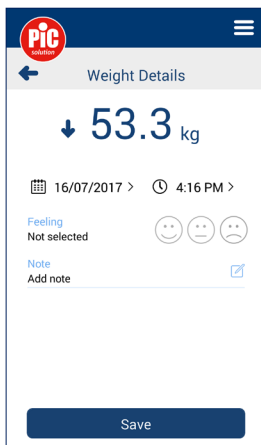 PiC
solution
Weight Details
53.3 kg
16/07/2017 > 4:16 PM >
Feeling
Not selected
Note
Add note
Save